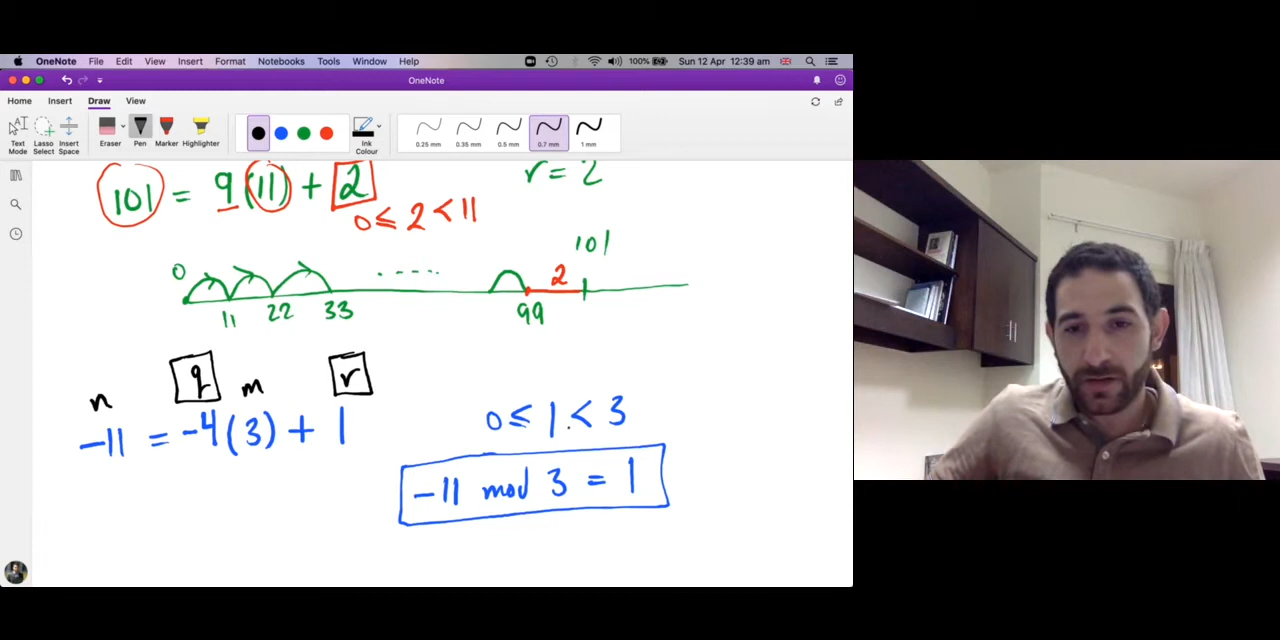 OneNote File Edit View Insert Format Notebooks Tools Window Help 100% Sun 12 Apr 12:39 am
OneNote
Home Insert Draw View
Text Mode Lasso Select Insert Space Eraser Pen Marker Highlighter Ink Colour 0.25 mm 0.35 mm 0.5 mm 0.7 mm 1 mm
101 = 9(11) + 2
r = 2
0 ≤ 2 < 11
0 11 22 33 ..... 99 2 101
n q m r
-11 = -4(3) + 1
0 ≤ 1 < 3
-11 mod 3 = 1